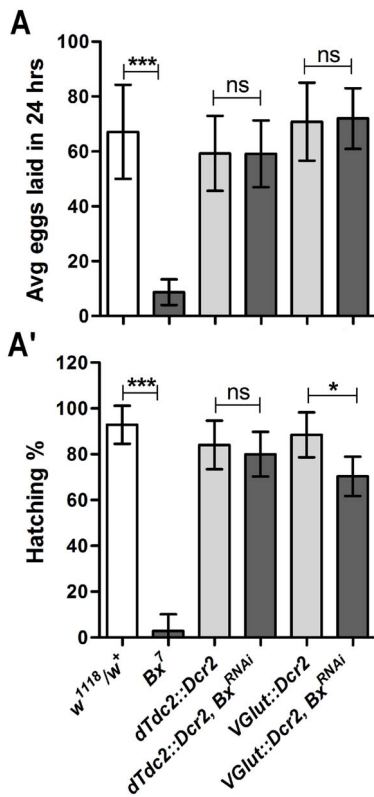 A
Avg eggs laid in 24 hrs
100
80
60
40
20
0
***
ns
ns
A'
Hatching %
120
100
80
60
40
20
0
***
ns
*
w¹¹¹⁸/w⁺
Bx⁷
dTdc2::Dcr2
dTdc2::Dcr2, Bxᴿᴺᴬⁱ
VGlut::Dcr2
VGlut::Dcr2, Bxᴿᴺᴬⁱ